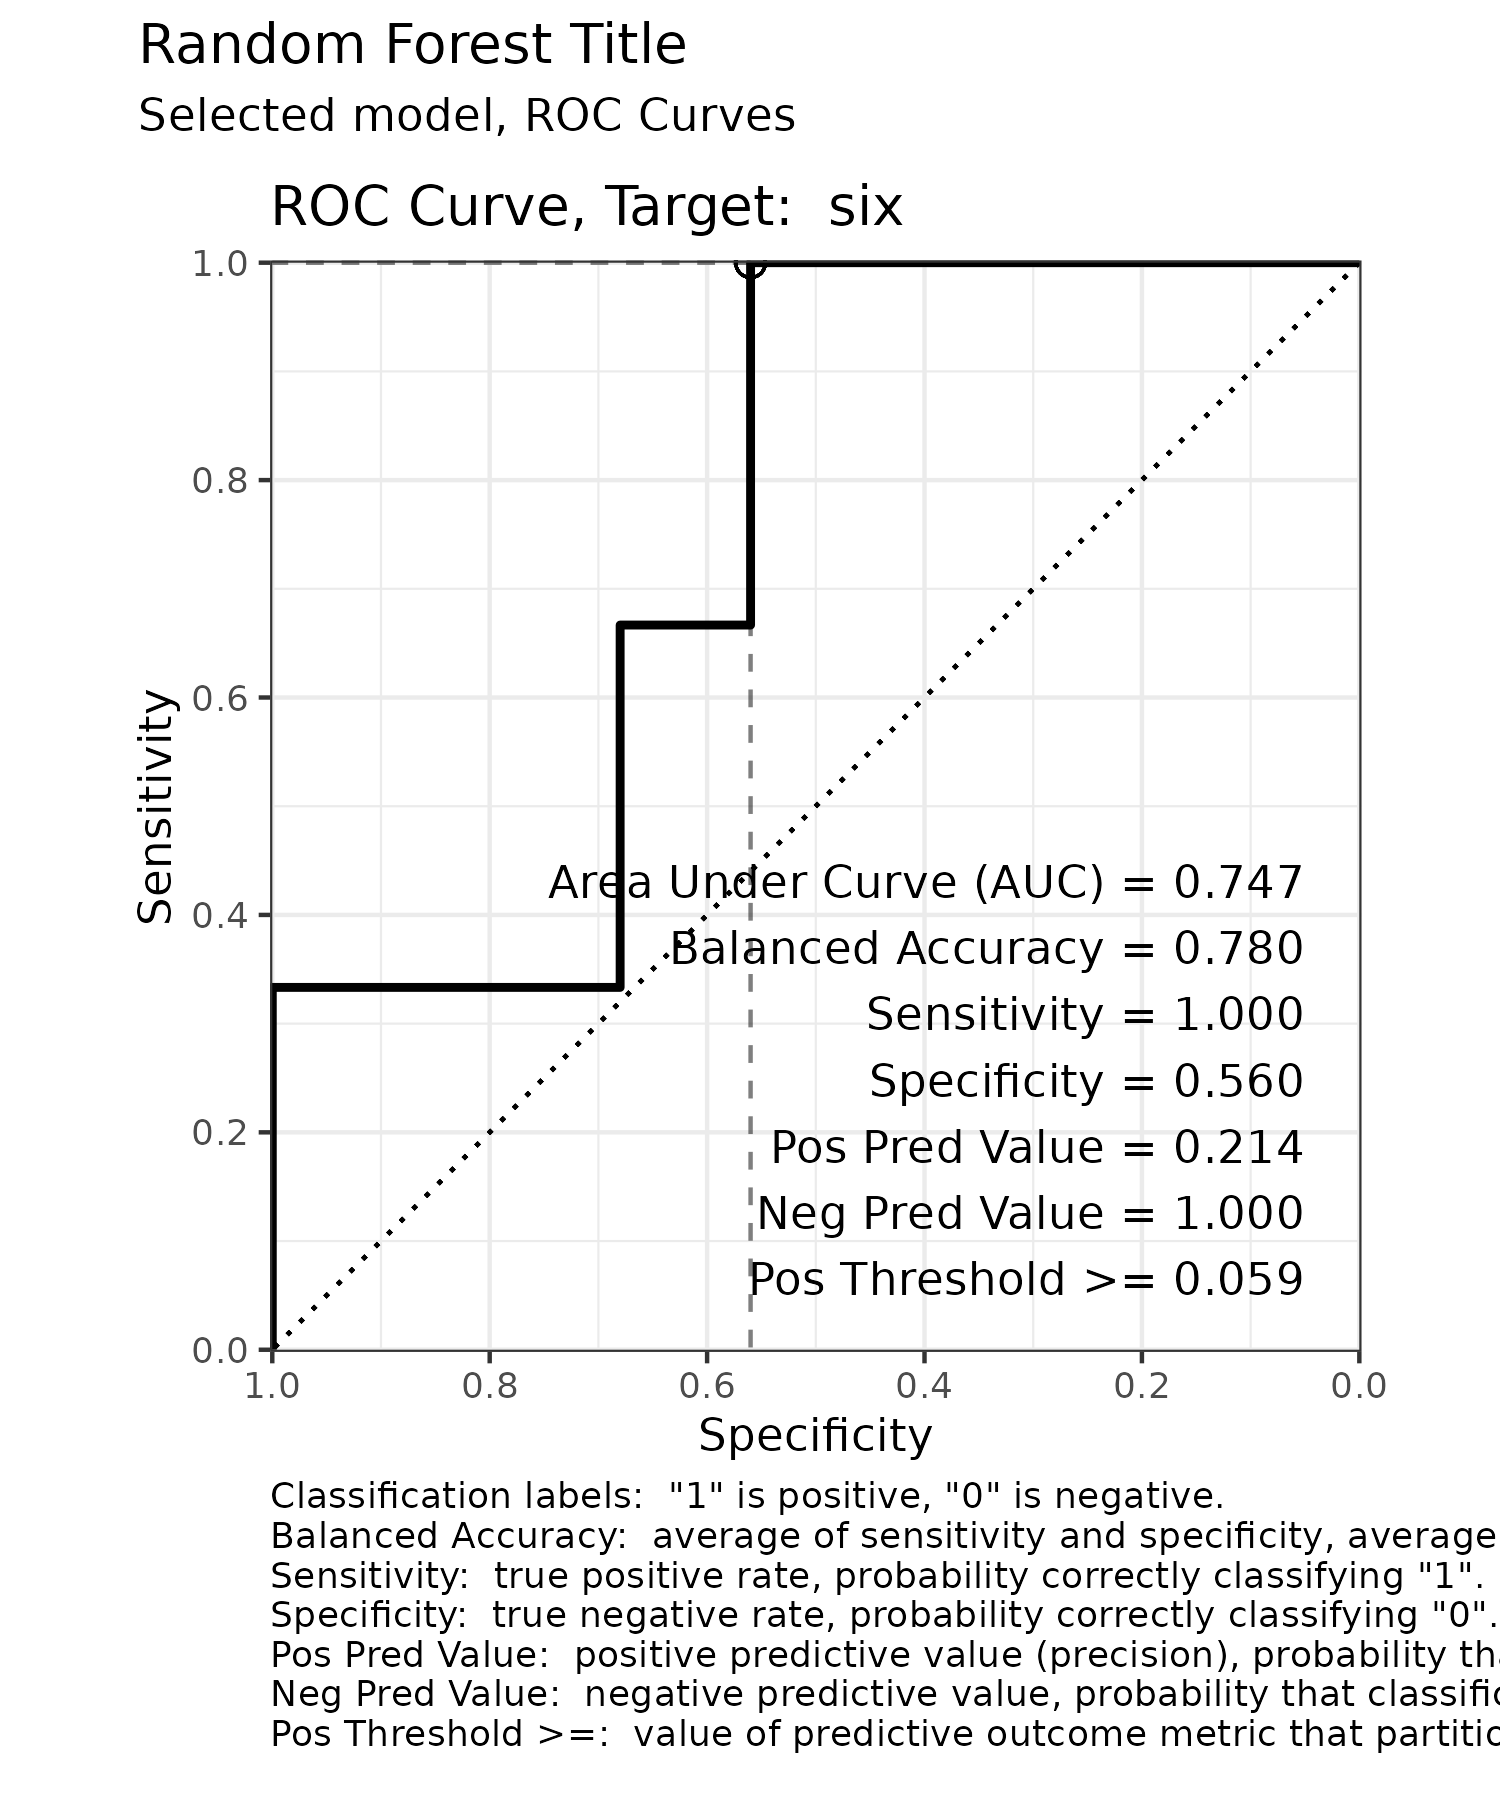 Random Forest Title
Selected model, ROC Curves
ROC Curve, Target:  six
1.0
0.8
0.6
0.4
0.2
0.0
Sensitivity
Area Under Curve (AUC) = 0.747
Balanced Accuracy = 0.780
Sensitivity = 1.000
Specificity = 0.560
Pos Pred Value = 0.214
Neg Pred Value = 1.000
Pos Threshold >= 0.059
1.0 0.8 0.6 0.4 0.2 0.0
Specificity
Classification labels:  "1" is positive, "0" is negative.
Balanced Accuracy:  average of sensitivity and specificity, average
Sensitivity:  true positive rate, probability correctly classifying "1".
Specificity:  true negative rate, probability correctly classifying "0".
Pos Pred Value:  positive predictive value (precision), probability
Neg Pred Value:  negative predictive value, probability that
Pos Threshold >=:  value of predictive outcome metric that